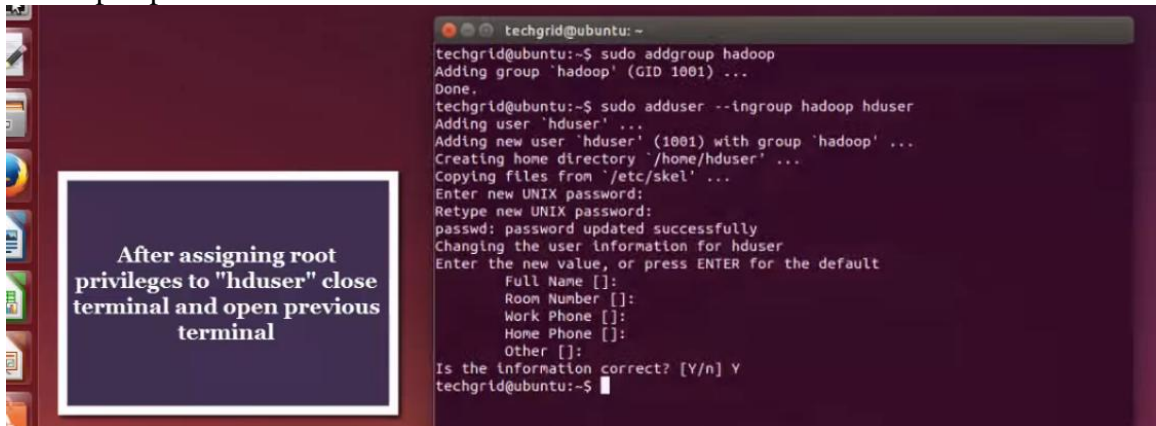 techgrid@ubuntu: ~
techgrid@ubuntu:~$ sudo addgroup hadoop
Adding group `hadoop' (GID 1001) ...
Done.
techgrid@ubuntu:~$ sudo adduser --ingroup hadoop hduser
Adding user `hduser' ...
Adding new user `hduser' (1001) with group `hadoop' ...
Creating home directory `/home/hduser' ...
Copying files from `/etc/skel' ...
Enter new UNIX password:
Retype new UNIX password:
passwd: password updated successfully
Changing the user information for hduser
Enter the new value, or press ENTER for the default
Full Name []:
Room Number []:
Work Phone []:
Home Phone []:
Other []:
Is the information correct? [Y/n] Y
techgrid@ubuntu:~$
After assigning root
privileges to "hduser" close
terminal and open previous
terminal